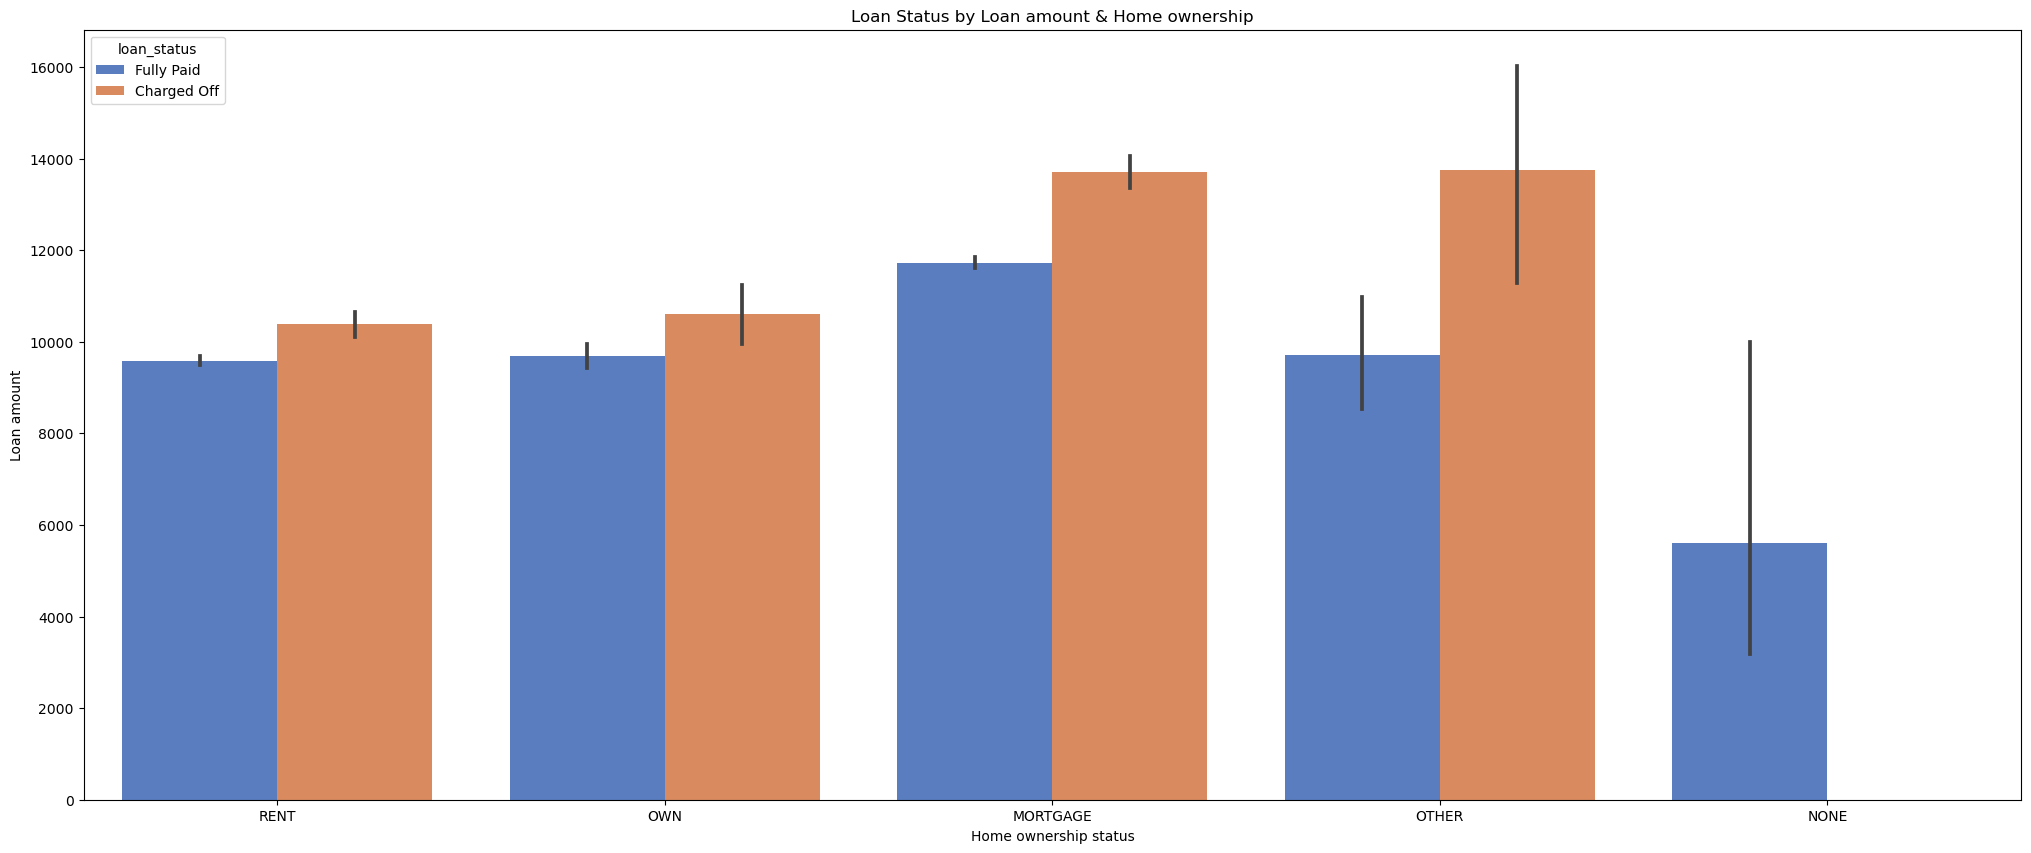 Loan Status by Loan amount & Home ownership
loan_status
Fully Paid
Charged Off
16000
14000
12000
10000
8000
6000
4000
2000
0
Loan amount
RENT OWN MORTGAGE OTHER NONE
Home ownership status